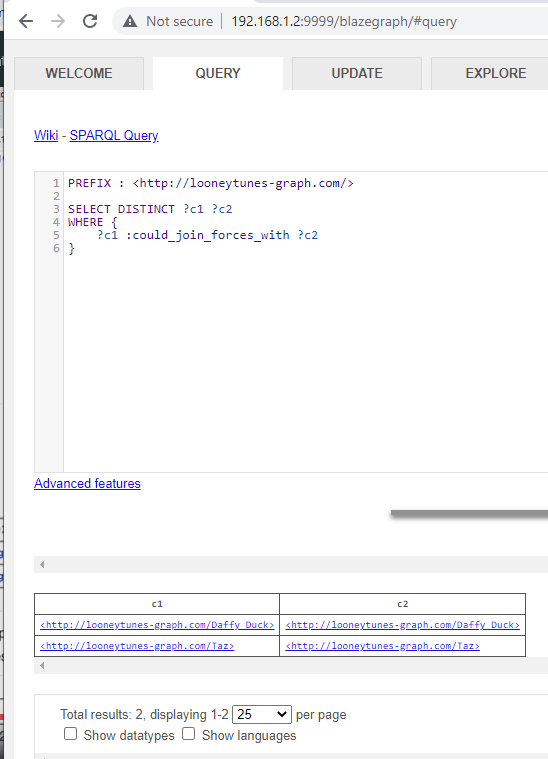 Not secure | 192.168.1.2:9999/blazegraph/#query
WELCOME QUERY UPDATE EXPLORE
Wiki - SPARQL Query
1 PREFIX : <http://looneytunes-graph.com/>
2
3 SELECT DISTINCT ?c1 ?c2
4 WHERE {
5 ?c1 :could_join_forces_with ?c2
6 }
Advanced features
c1 c2
<http://looneytunes-graph.com/Daffy_Duck> <http://looneytunes-graph.com/Daffy_Duck>
<http://looneytunes-graph.com/Taz> <http://looneytunes-graph.com/Taz>
Total results: 2, displaying 1-2 25 per page
Show datatypes Show languages